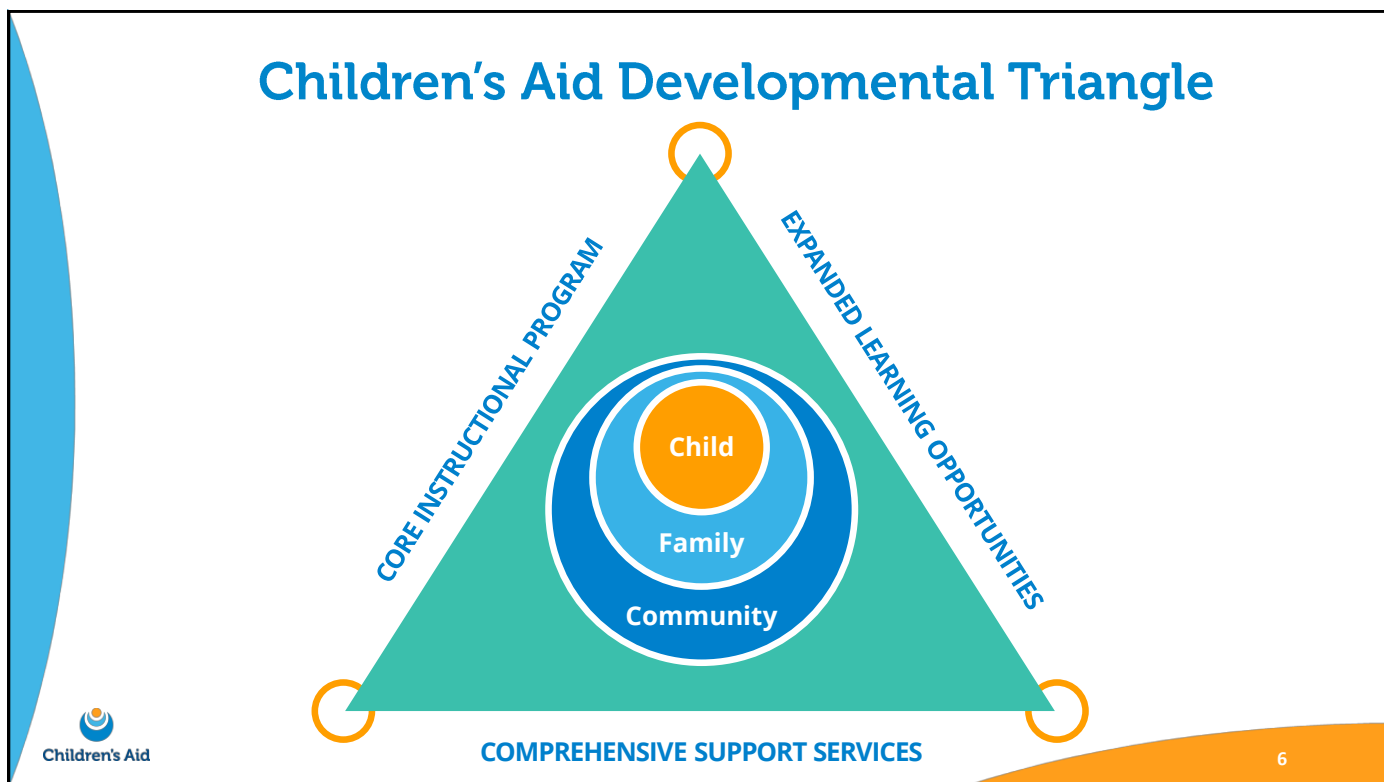 Children’s Aid Developmental Triangle
CORE INSTRUCTIONAL PROGRAM
EXPANDED LEARNING OPPORTUNITIES
Child
Family
Community
COMPREHENSIVE SUPPORT SERVICES
Children's Aid
6